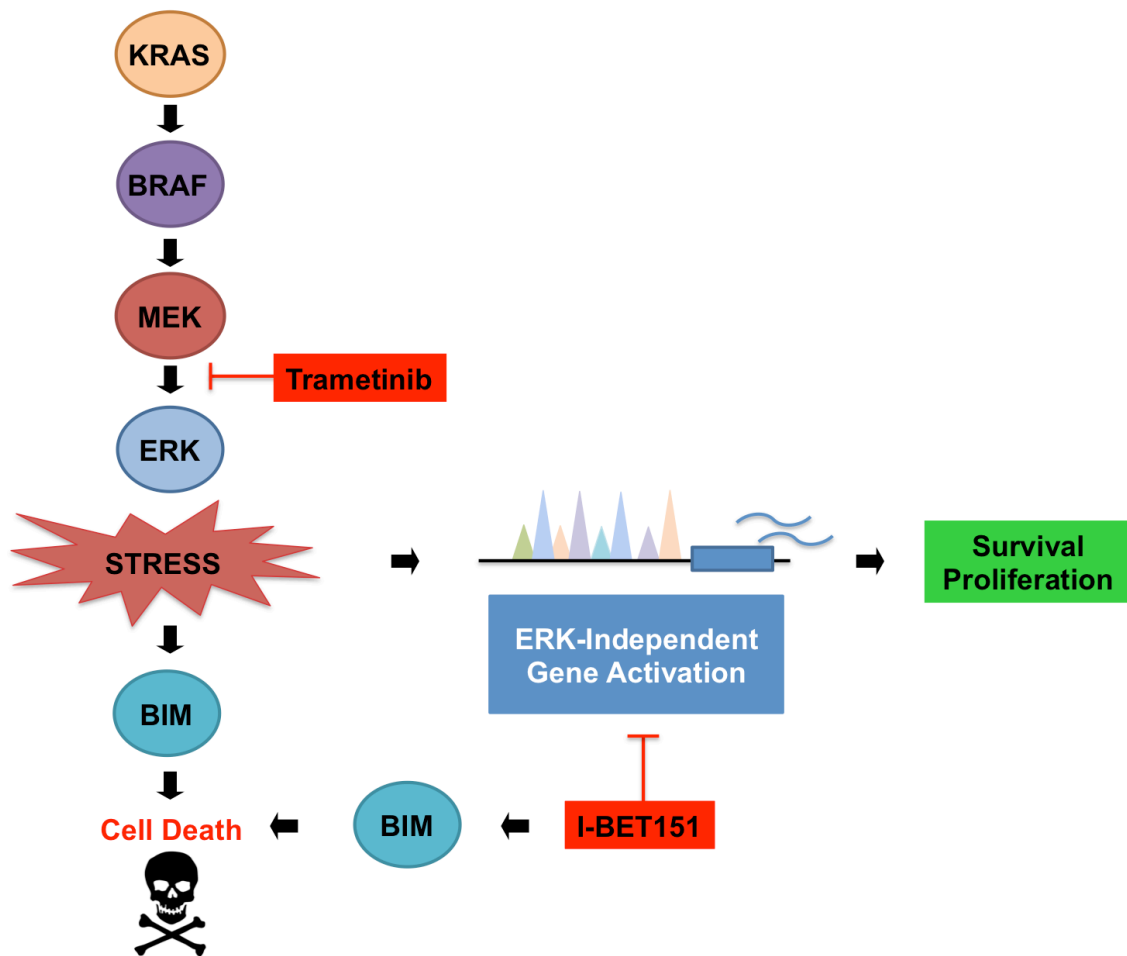 KRAS
BRAF
MEK
Trametinib
ERK
STRESS
Survival
Proliferation
ERK-Independent
Gene Activation
BIM
Cell Death
BIM
I-BET151